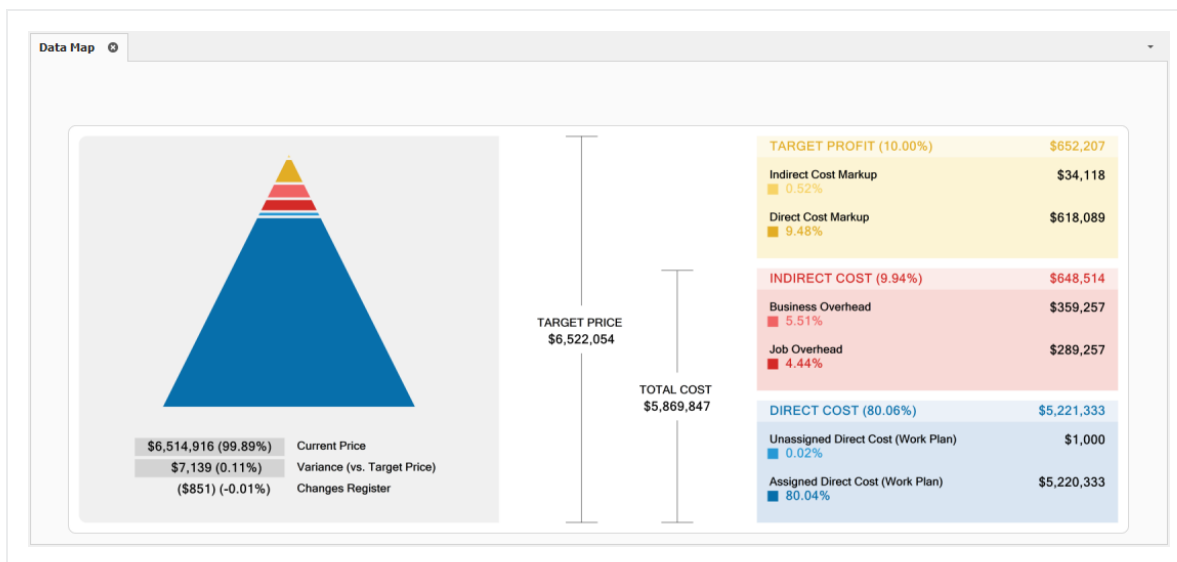 Data Map
$6,514,916 (99.89%) Current Price
$7,139 (0.11%) Variance (vs. Target Price)
($851) (-0.01%) Changes Register
TARGET PRICE
$6,522,054
TOTAL COST
$5,869,847
TARGET PROFIT (10.00%) $652,207
Indirect Cost Markup $34,118
0.52%
Direct Cost Markup $618,089
9.48%
INDIRECT COST (9.94%) $648,514
Business Overhead $359,257
5.51%
Job Overhead $289,257
4.44%
DIRECT COST (80.06%) $5,221,333
Unassigned Direct Cost (Work Plan) $1,000
0.02%
Assigned Direct Cost (Work Plan) $5,220,333
80.04%